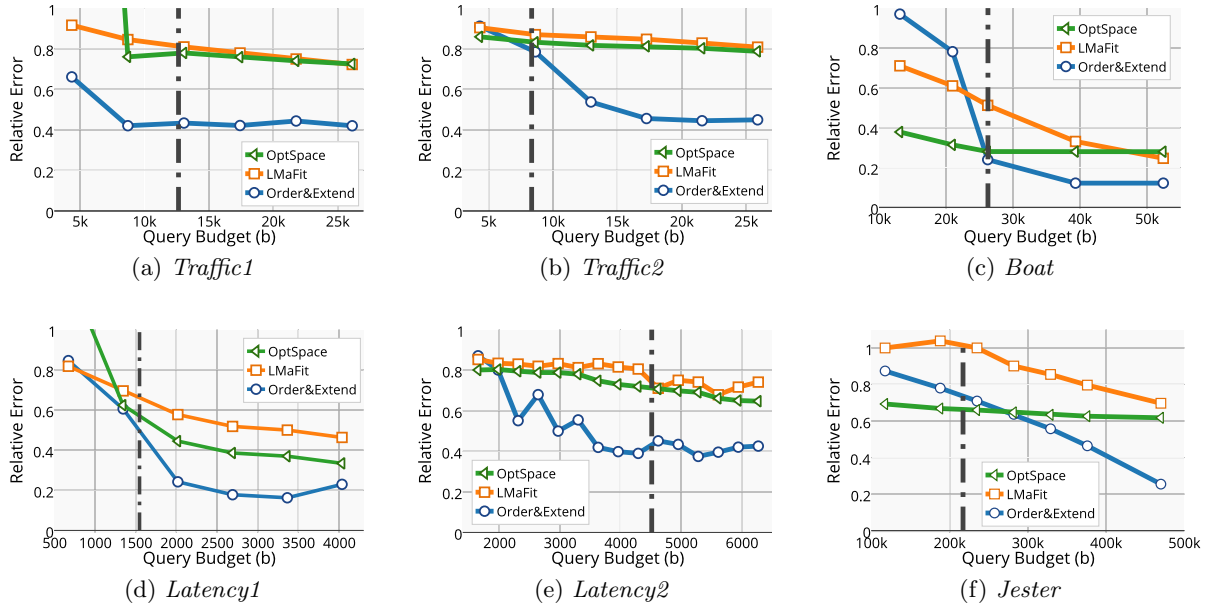 1
0.8
0.6
0.4
0.2
0
Relative Error
5k 10k 15k 20k 25k
Query Budget (b)
OptSpace
LMaFit
Order&Extend
(a) Traffic1
1
0.8
0.6
0.4
0.2
0
Relative Error
5k 10k 15k 20k 25k
Query Budget (b)
OptSpace
LMaFit
Order&Extend
(b) Traffic2
1
0.8
0.6
0.4
0.2
0
Relative Error
10k 20k 30k 40k 50k
Query Budget (b)
OptSpace
LMaFit
Order&Extend
(c) Boat
1
0.8
0.6
0.4
0.2
0
Relative Error
500 1000 1500 2000 2500 3000 3500 4000
Query Budget (b)
OptSpace
LMaFit
Order&Extend
(d) Latency1
1
0.8
0.6
0.4
0.2
0
Relative Error
2000 3000 4000 5000 6000
Query Budget (b)
OptSpace
LMaFit
Order&Extend
(e) Latency2
1
0.8
0.6
0.4
0.2
0
Relative Error
100k 200k 300k 400k 500k
Query Budget (b)
OptSpace
LMaFit
Order&Extend
(f) Jester